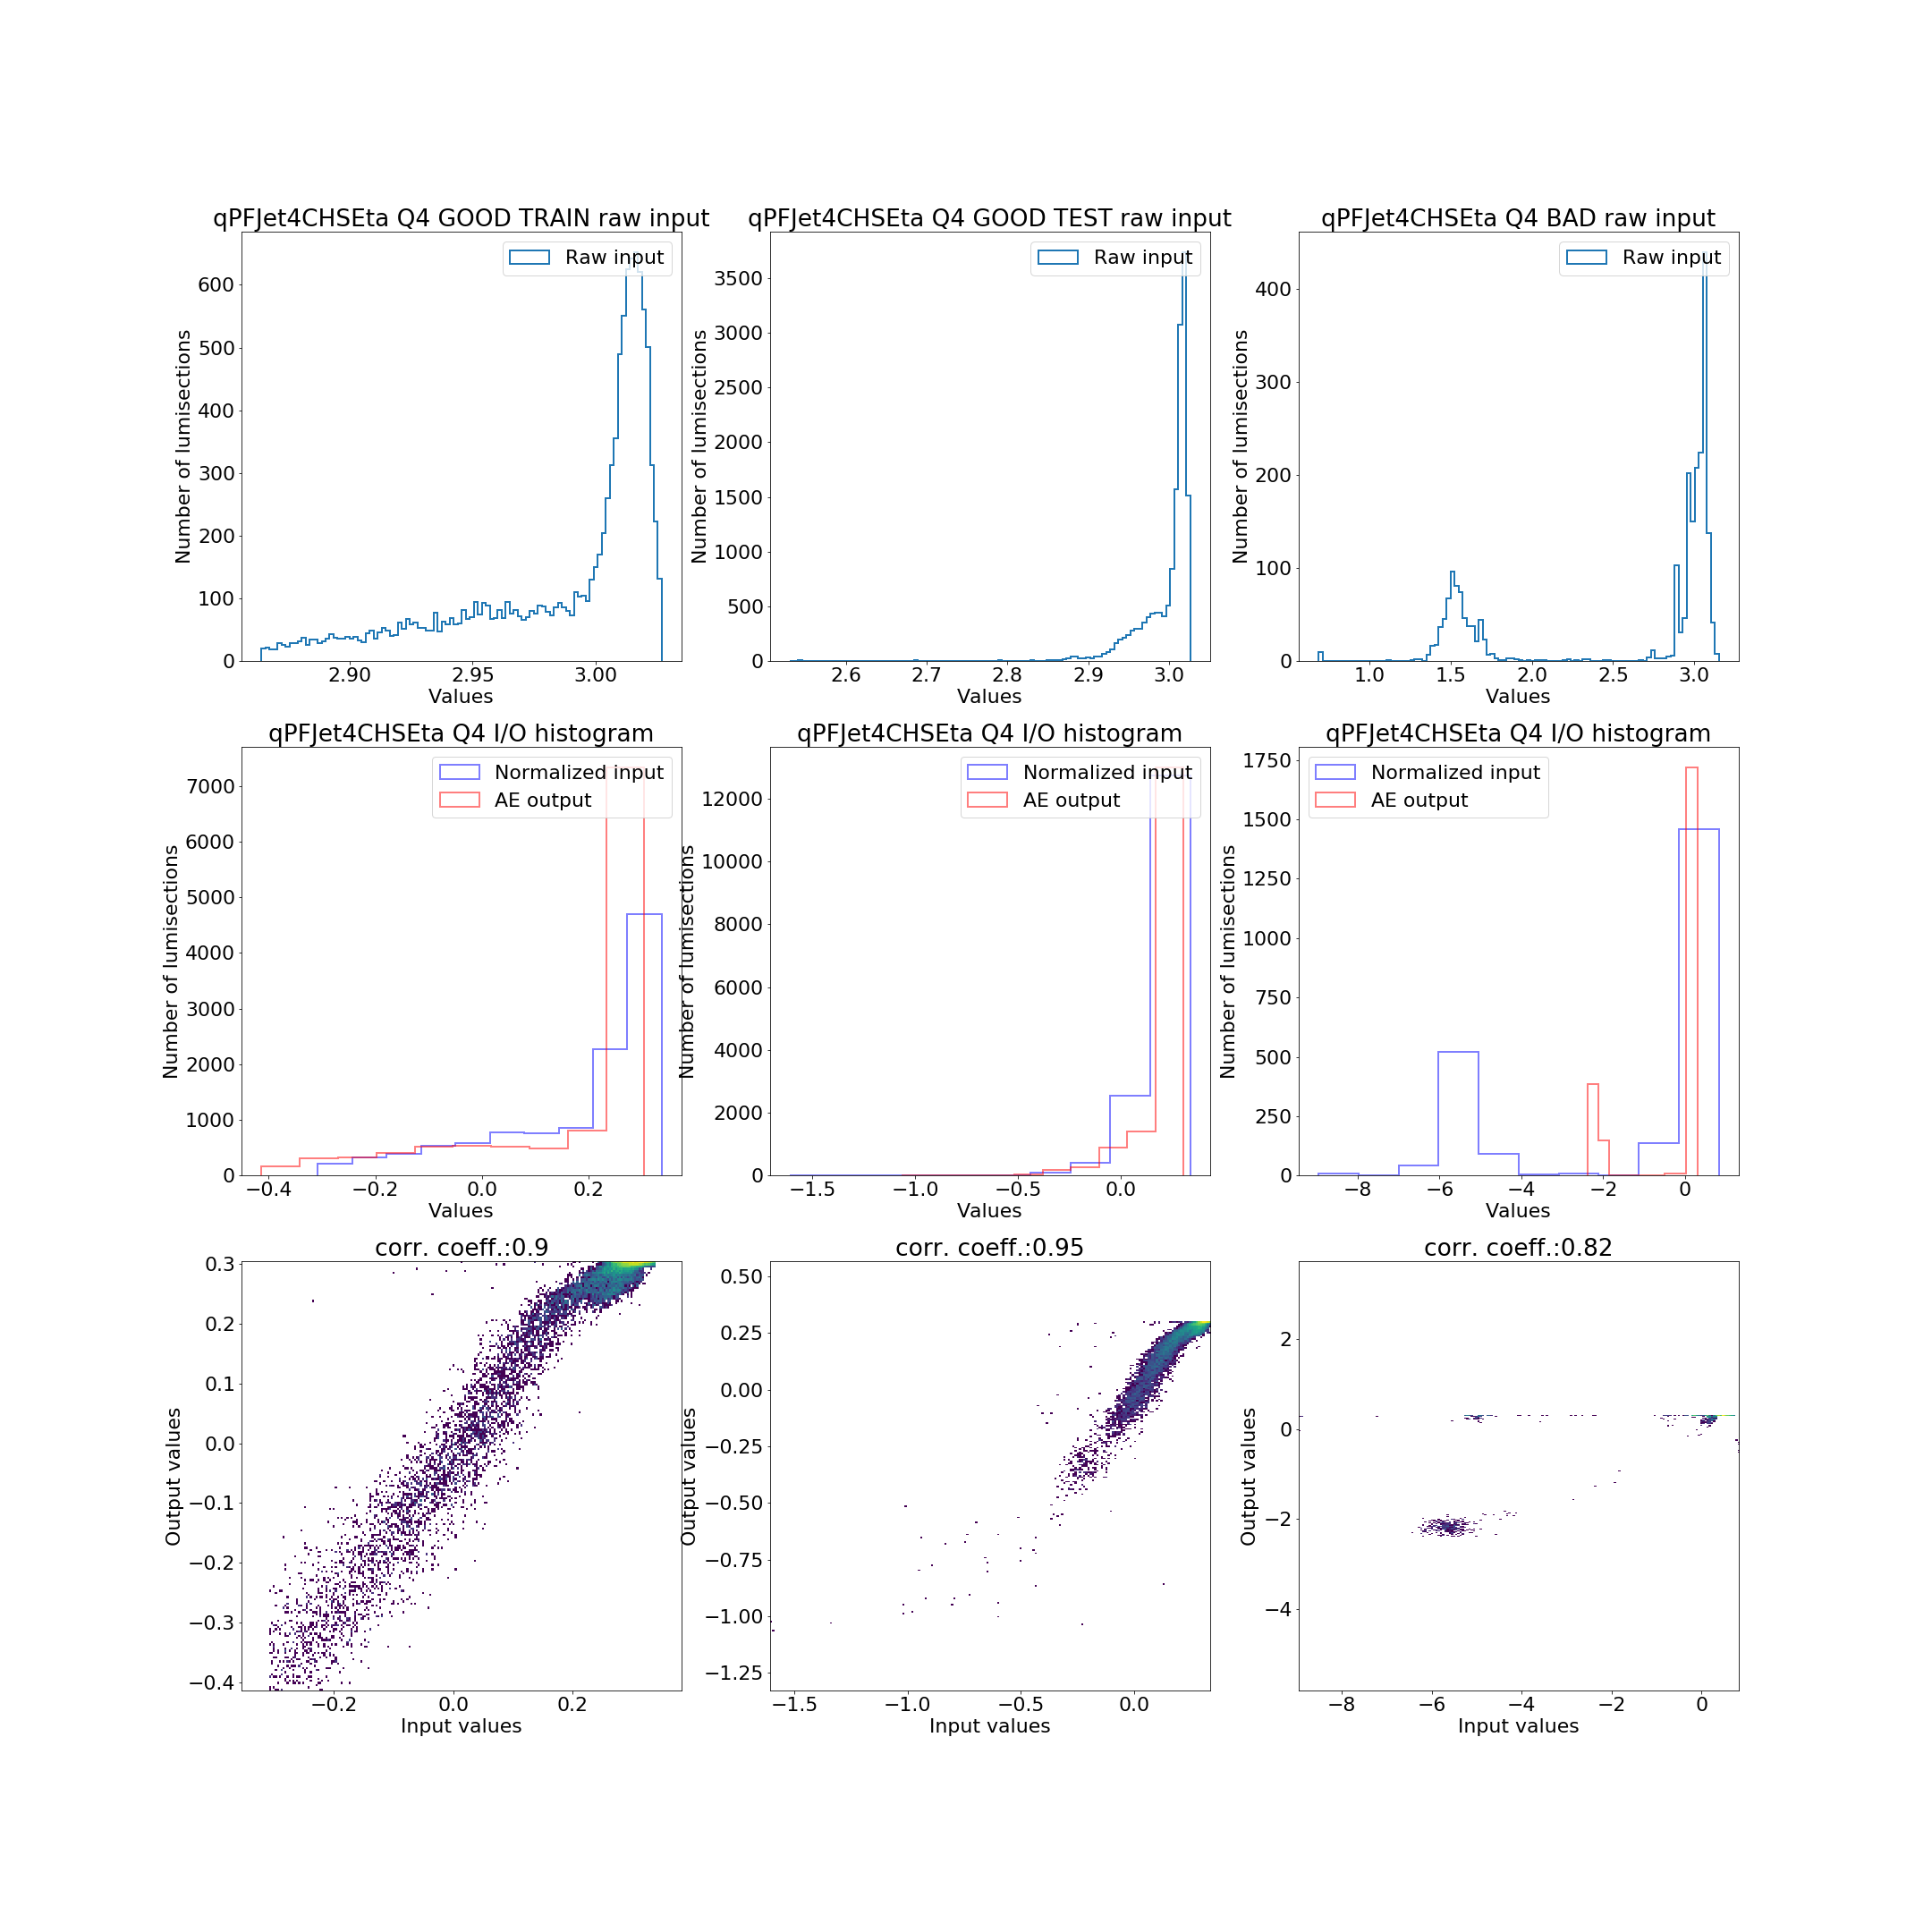 qPFJet4CHSEta Q4 GOOD TRAIN raw input
Raw input
600
500
400
300
200
100
0
2.90
2.95
3.00
Number of lumisections
Values
qPFJet4CHSEta Q4 GOOD TEST raw input
Raw input
3500
3000
2500
2000
1500
1000
500
0
2.6
2.7
2.8
2.9
3.0
Number of lumisections
Values
qPFJet4CHSEta Q4 BAD raw input
Raw input
400
300
200
100
0
1.0
1.5
2.0
2.5
3.0
Number of lumisections
Values
qPFJet4CHSEta Q4 I/O histogram
Normalized input
AE output
7000
6000
5000
4000
3000
2000
1000
0
−0.4
−0.2
0.0
0.2
Number of lumisections
Values
qPFJet4CHSEta Q4 I/O histogram
Normalized input
AE output
12000
10000
8000
6000
4000
2000
0
−1.5
−1.0
−0.5
0.0
Number of lumisections
Values
qPFJet4CHSEta Q4 I/O histogram
Normalized input
AE output
1750
1500
1250
1000
750
500
250
0
−8
−6
−4
−2
0
Number of lumisections
Values
corr. coeff.:0.9
0.3
0.2
0.1
0.0
−0.1
−0.2
−0.3
−0.4
−0.2
0.0
0.2
Output values
Input values
corr. coeff.:0.95
0.50
0.25
0.00
−0.25
−0.50
−0.75
−1.00
−1.25
−1.5
−1.0
−0.5
0.0
Output values
Input values
corr. coeff.:0.82
2
0
−2
−4
−8
−6
−4
−2
0
Output values
Input values